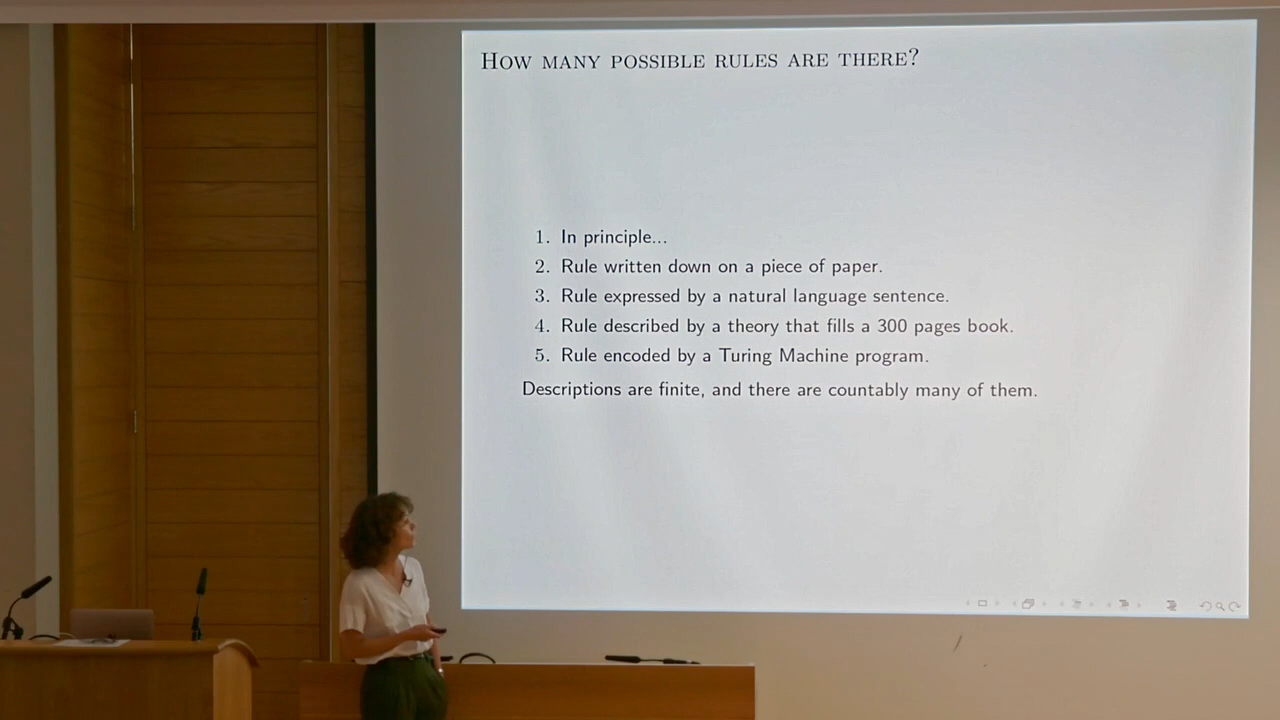 How many possible rules are there?
1. In principle...
2. Rule written down on a piece of paper.
3. Rule expressed by a natural language sentence.
4. Rule described by a theory that fills a 300 pages book.
5. Rule encoded by a Turing Machine program.
Descriptions are finite, and there are countably many of them.